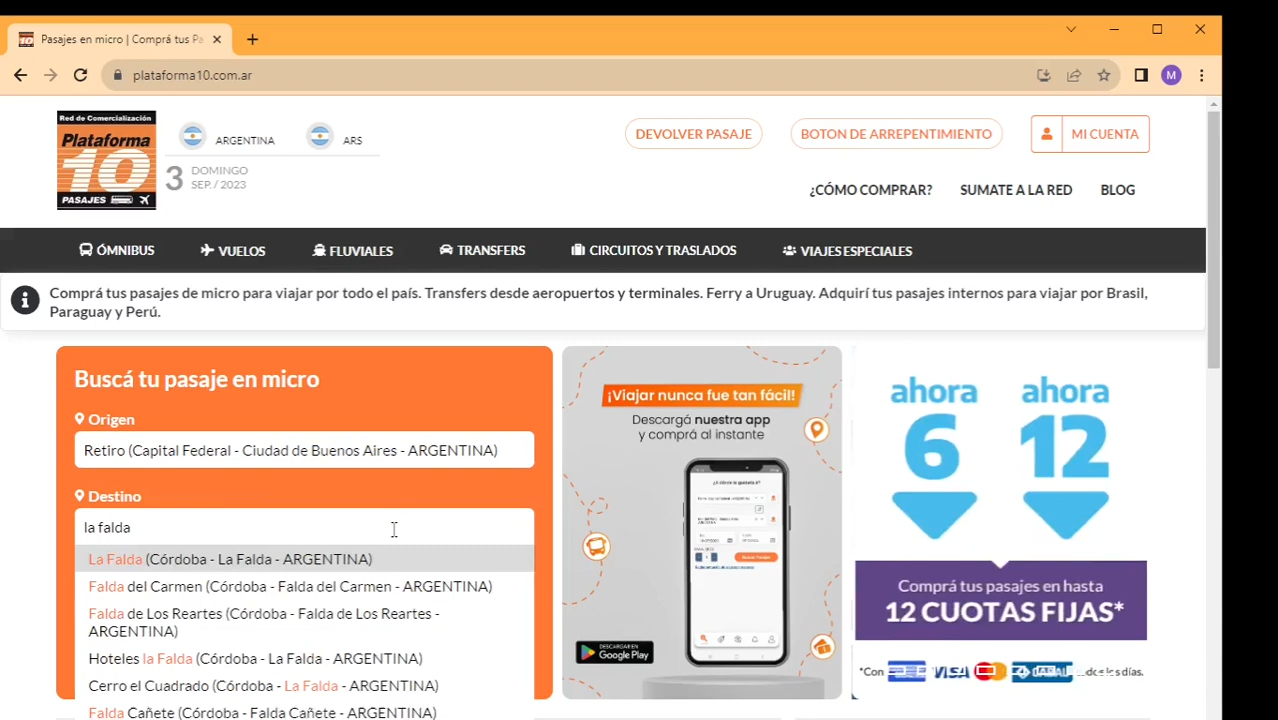 Pasajes en micro | Comprá tus Pa
plataforma10.com.ar
M
Red de Comercialización
Plataforma
10
PASAJES
ARGENTINA
ARS
3
DOMINGO
SEP. / 2023
DEVOLVER PASAJE
BOTON DE ARREPENTIMIENTO
MI CUENTA
¿CÓMO COMPRAR?
SUMATE A LA RED
BLOG
ÓMNIBUS
VUELOS
FLUVIALES
TRANSFERS
CIRCUITOS Y TRASLADOS
VIAJES ESPECIALES
Comprá tus pasajes de micro para viajar por todo el país. Transfers desde aeropuertos y terminales. Ferry a Uruguay. Adquirí tus pasajes internos para viajar por Brasil,
Paraguay y Perú.
Buscá tu pasaje en micro
Origen
Retiro (Capital Federal - Ciudad de Buenos Aires - ARGENTINA)
Destino
la falda
La Falda (Córdoba - La Falda - ARGENTINA)
Falda del Carmen (Córdoba - Falda del Carmen - ARGENTINA)
Falda de Los Reartes (Córdoba - Falda de Los Reartes -
ARGENTINA)
Hoteles la Falda (Córdoba - La Falda - ARGENTINA)
Cerro el Cuadrado (Córdoba - La Falda - ARGENTINA)
Falda Cañete (Córdoba - Falda Cañete - ARGENTINA)
¡Viajar nunca fue tan fácil!
Descargá nuestra app
y comprá al instante
DESCARGAR EN
Google Play
ahora
6
ahora
12
Comprá tus pasajes en hasta
12 CUOTAS FIJAS*
*Con
VISA
días.